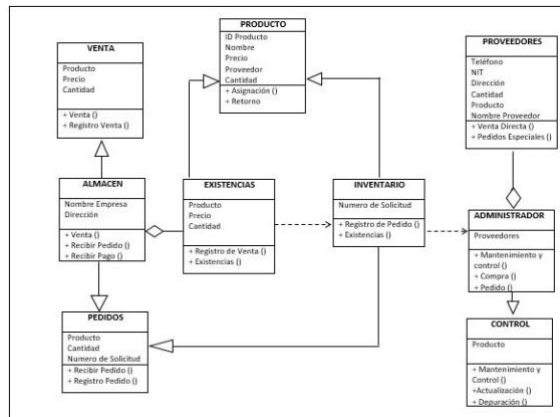 PRODUCTO
ID Producto
Nombre
Precio
Proveedor
Cantidad
+ Asignación ()
+ Retorno
VENTA
Producto
Precio
Cantidad
+ Venta ()
+ Registro Venta ()
PROVEEDORES
Teléfono
NIT
Dirección
Cantidad
Producto
Nombre Proveedor
+ Venta Directa ()
+ Pedidos Especiales ()
ALMACEN
Nombre Empresa
Dirección
+ Venta ()
+ Recibir Pedido ()
+ Recibir Pago ()
EXISTENCIAS
Producto
Precio
Cantidad
+ Registro de Venta ()
+ Existencias ()
INVENTARIO
Numero de Solicitud
+ Registro de Pedido ()
+ Existencias ()
ADMINISTRADOR
Proveedores
+ Mantenimiento y
control ()
+ Compra ()
+ Pedido ()
PEDIDOS
Producto
Cantidad
Numero de Solicitud
+ Recibir Pedido ()
+ Registro Pedido ()
CONTROL
Producto
+ Mantenimiento y
Control ()
+Actualización ()
+ Depuración ()